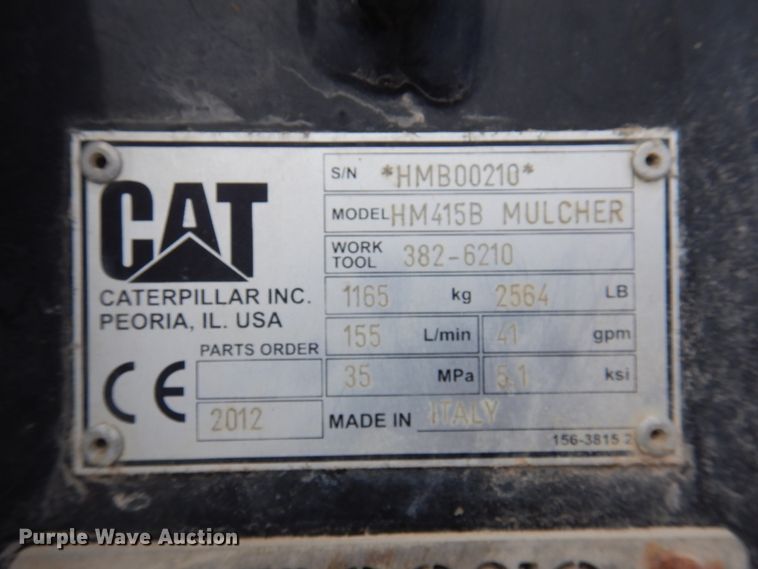 CAT
CATERPILLAR INC.
PEORIA, IL. USA
S/N *HMB00210*
MODEL HM415B MULCHER
WORK TOOL 382-6210
1165 kg 2564 LB
155 L/min 41 gpm
35 MPa 5.1 ksi
PARTS ORDER
CE
2012
MADE IN ITALY
156-3815 2
Purple Wave Auction